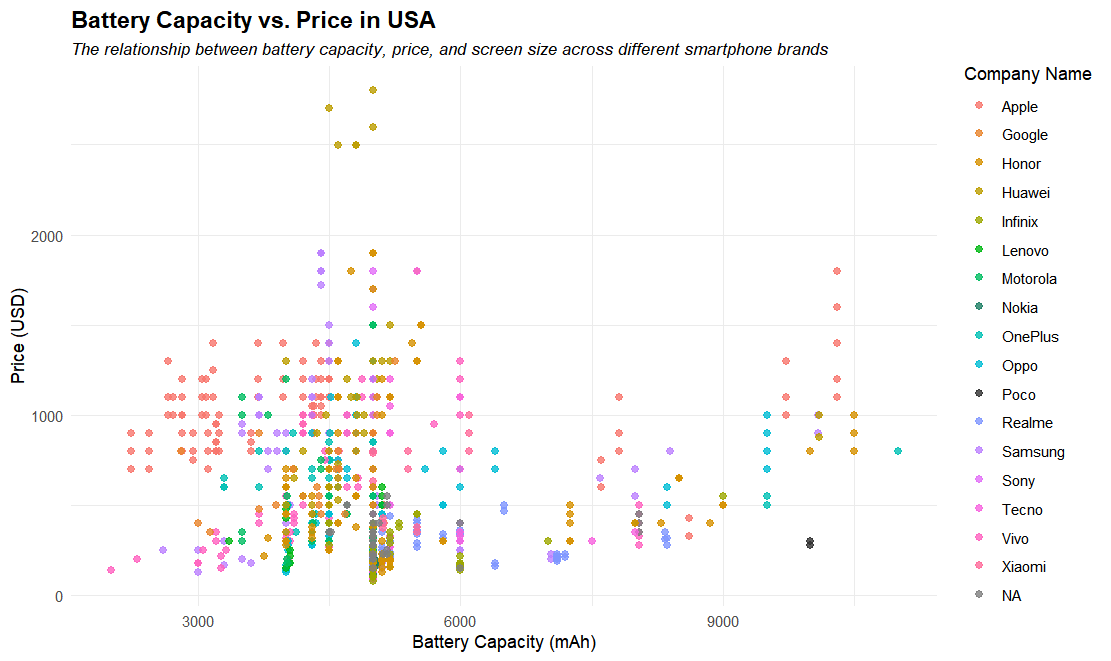 Battery Capacity vs. Price in USA
The relationship between battery capacity, price, and screen size across different smartphone brands
Price (USD)
2000
1000
0
3000
6000
9000
Battery Capacity (mAh)
Company Name
Apple
Google
Honor
Huawei
Infinix
Lenovo
Motorola
Nokia
OnePlus
Oppo
Poco
Realme
Samsung
Sony
Tecno
Vivo
Xiaomi
NA